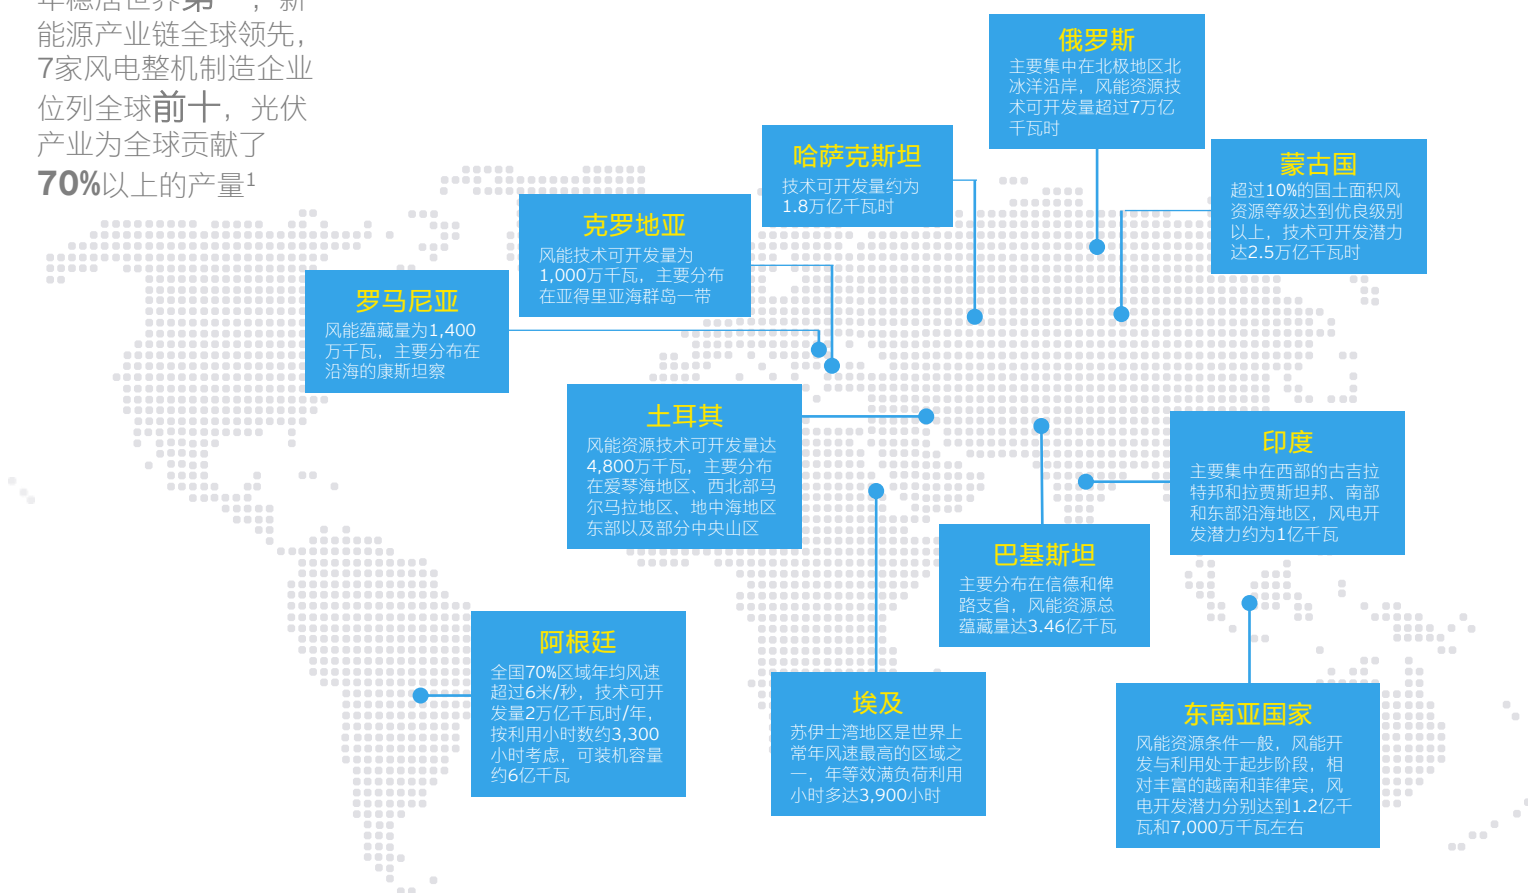 年稳居世界第一，新
能源产业链全球领先，
7家风电整机制造企业
位列全球前十，光伏
产业为全球贡献了
70%以上的产量1
俄罗斯
主要集中在北极地区北
冰洋沿岸，风能资源技
术可开发量超过7万亿
千瓦时
哈萨克斯坦
技术可开发量约为
1.8万亿千瓦时
蒙古国
超过10%的国土面积风
资源等级达到优良级别
以上，技术可开发潜力
达2.5万亿千瓦时
克罗地亚
风能技术可开发量为
1,000万千瓦，主要分布
在亚得里亚海群岛一带
罗马尼亚
风能蕴藏量为1,400
万千瓦，主要分布在
沿海的康斯坦察
土耳其
风能资源技术可开发量达
4,800万千瓦，主要分布
在爱琴海地区、西北部马
尔马拉地区、地中海地区
东部以及部分中央山区
印度
主要集中在西部的古吉拉
特邦和拉贾斯坦邦、南部
和东部沿海地区，风电开
发潜力约为1亿千瓦
巴基斯坦
主要分布在信德和俾
路支省，风能资源总
蕴藏量达3.46亿千瓦
阿根廷
全国70%区域年均风速
超过6米/秒，技术可开
发量2万亿千瓦时/年，
按利用小时数约3,300
小时考虑，可装机容量
约6亿千瓦
埃及
苏伊士湾地区是世界上
常年风速最高的区域之
一，年等效满负荷利用
小时多达3,900小时
东南亚国家
风能资源条件一般，风能开
发与利用处于起步阶段，相
对丰富的越南和菲律宾，风
电开发潜力分别达到1.2亿千
瓦和7,000万千瓦左右